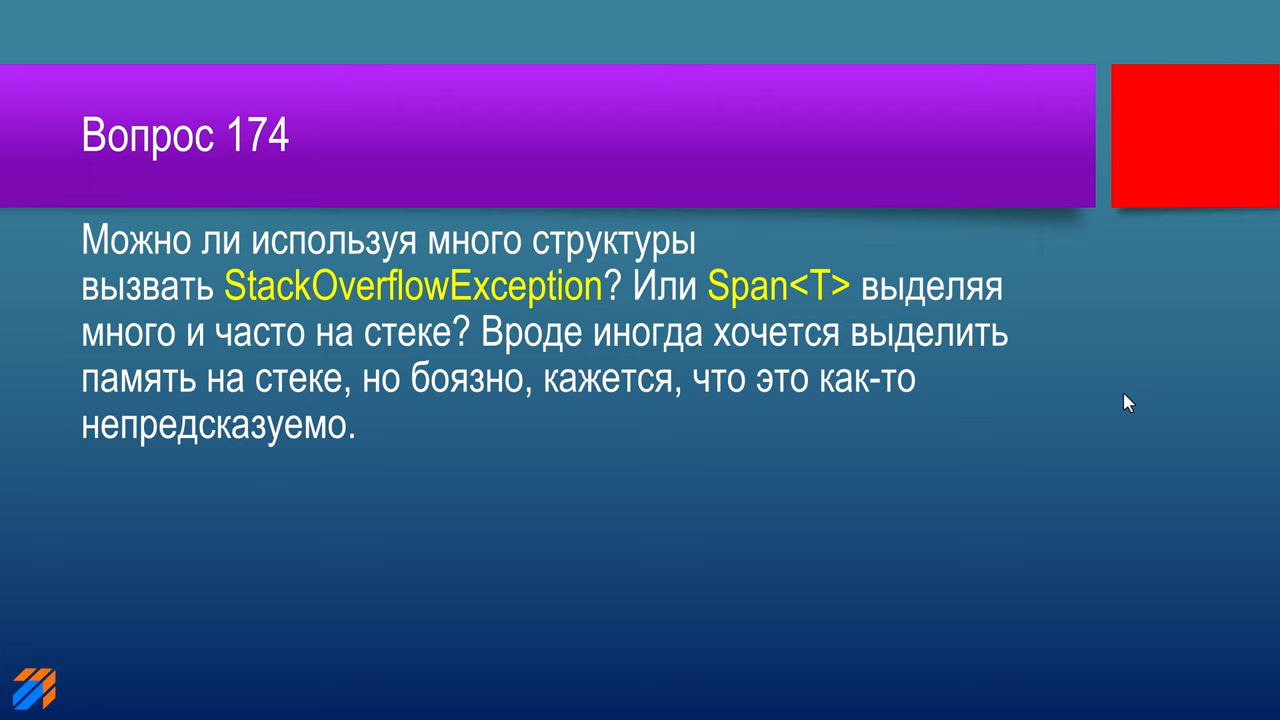 Вопрос 174
Можно ли используя много структуры
вызвать StackOverflowException? Или Span<T> выделяя
много и часто на стеке? Вроде иногда хочется выделить
память на стеке, но боязно, кажется, что это как-то
непредсказуемо.